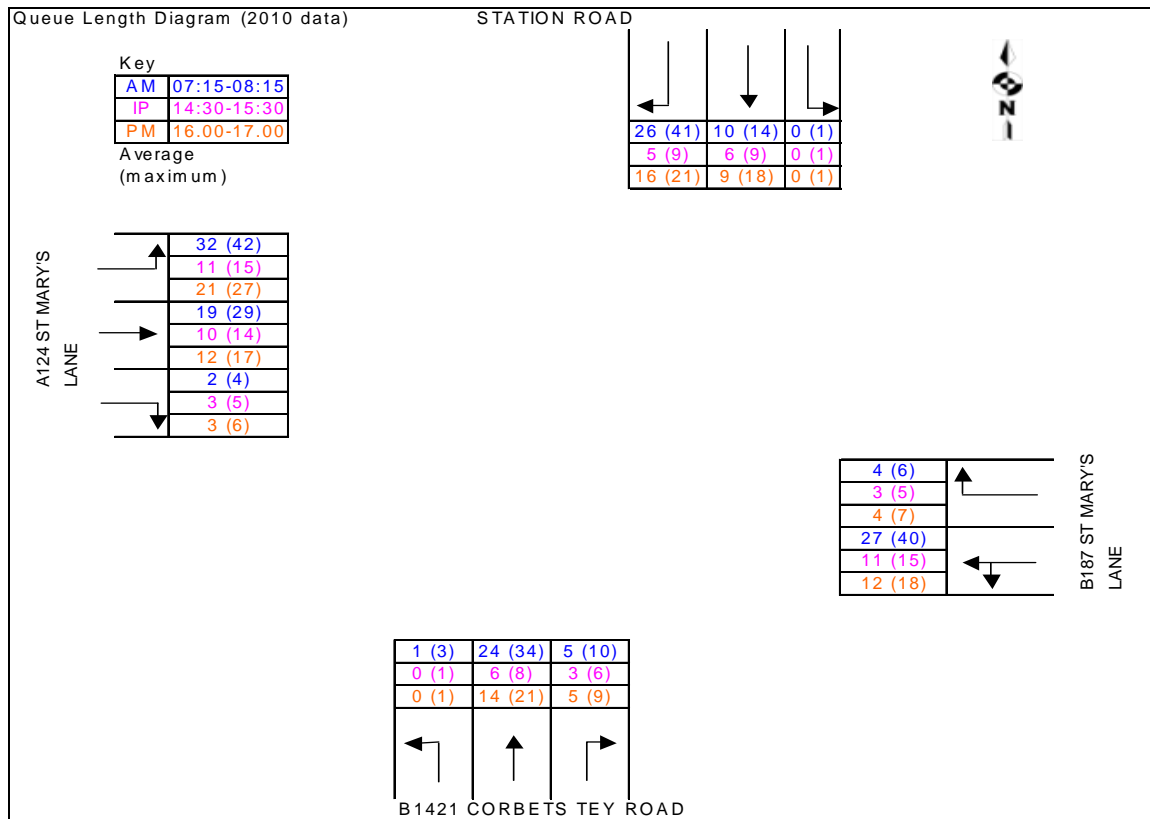 Queue Length Diagram (2010 data)
STATION ROAD
Key
AM 07:15-08:15
IP 14:30-15:30
PM 16.00-17.00
Average
(maximum)
N
26 (41) 10 (14) 0 (1)
5 (9) 6 (9) 0 (1)
16 (21) 9 (18) 0 (1)
A124 ST MARY'S
LANE
32 (42)
11 (15)
21 (27)
19 (29)
10 (14)
12 (17)
2 (4)
3 (5)
3 (6)
4 (6)
3 (5)
4 (7)
27 (40)
11 (15)
12 (18)
B187 ST MARY'S
LANE
1 (3) 24 (34) 5 (10)
0 (1) 6 (8) 3 (6)
0 (1) 14 (21) 5 (9)
B1421 CORBETS TEY ROAD